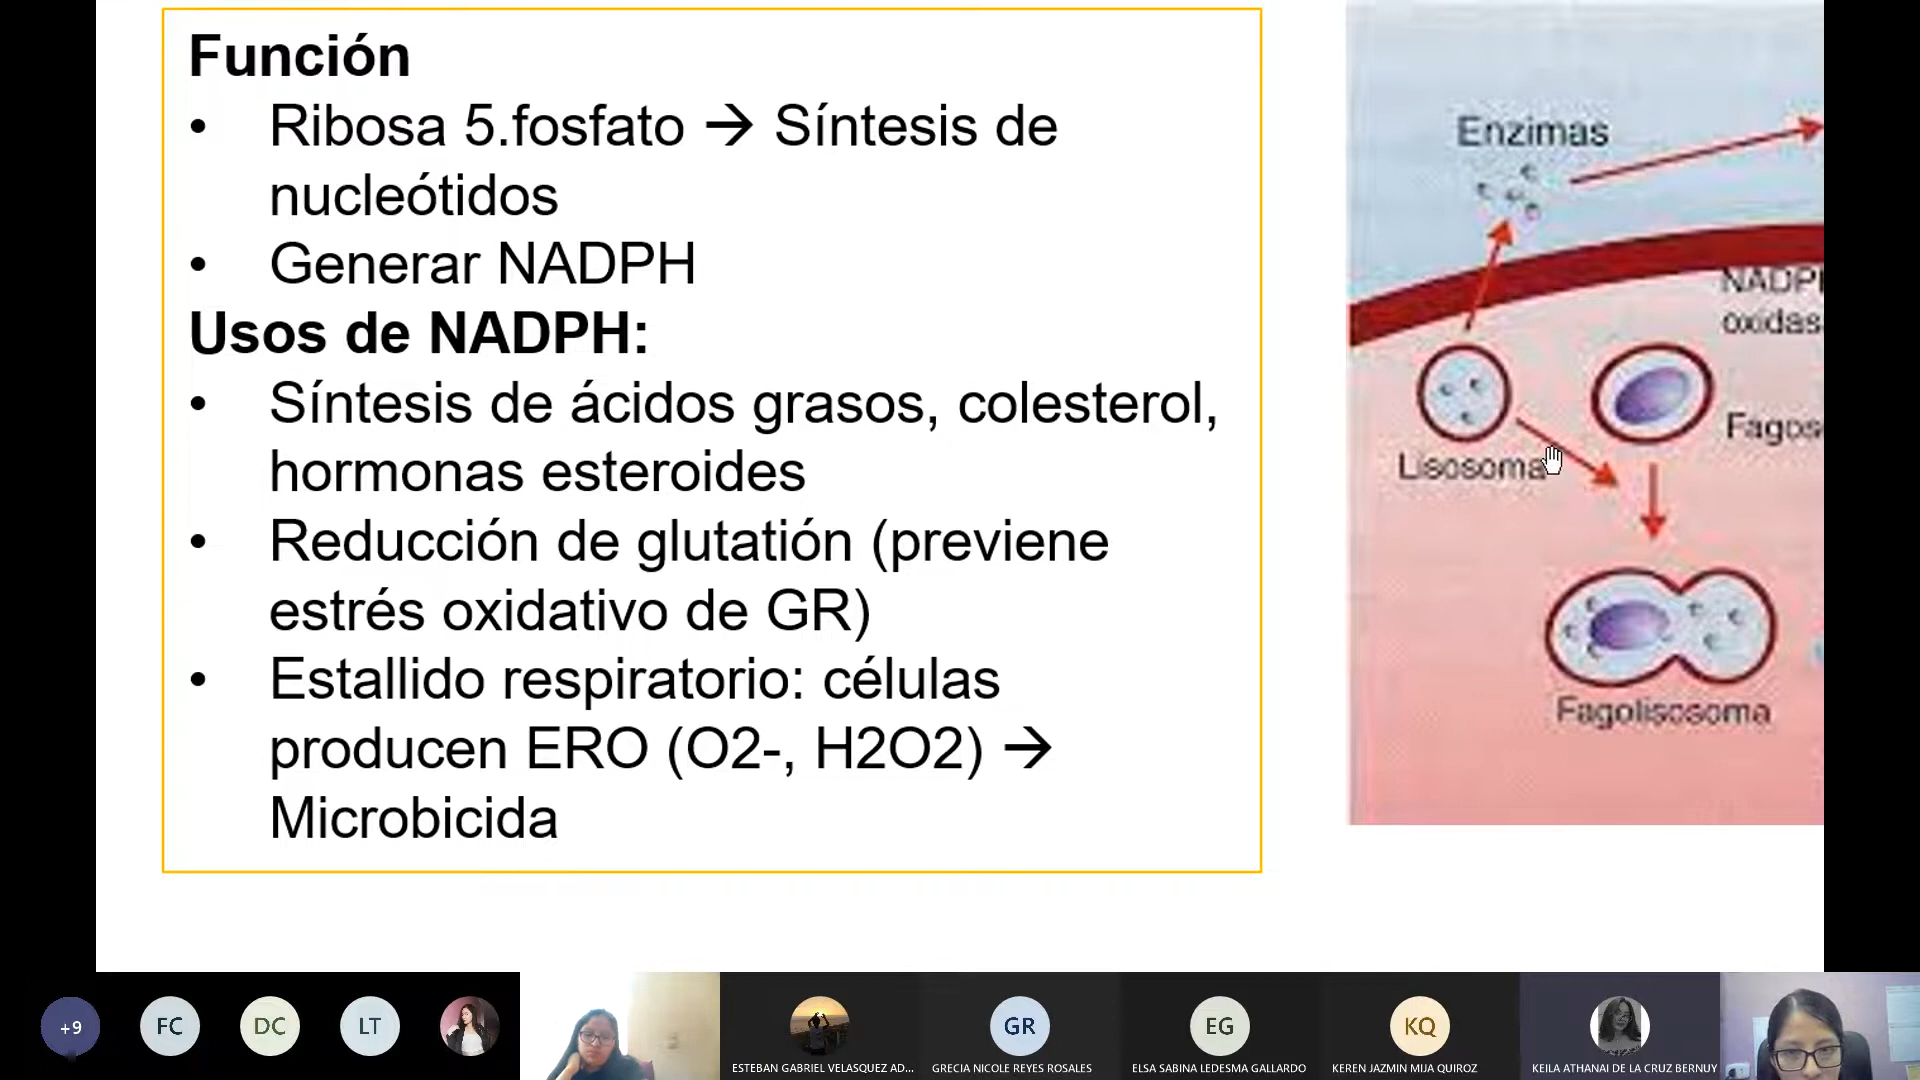 Función
• Ribosa 5.fosfato → Síntesis de
nucleótidos
• Generar NADPH
Usos de NADPH:
• Síntesis de ácidos grasos, colesterol,
hormonas esteroides
• Reducción de glutatión (previene
estrés oxidativo de GR)
• Estallido respiratorio: células
producen ERO (O2-, H2O2) →
Microbicida
Enzimas
NADP
oxidas
Lisosoma
Fagos
Fagolisosoma
+9
FC
DC
LT
GR
EG
KQ
ESTEBAN GABRIEL VELASQUEZ AD...
GRECIA NICOLE REYES ROSALES
ELSA SABINA LEDESMA GALLARDO
KEREN JAZMIN MIJA QUIROZ
KEILA ATHANAI DE LA CRUZ BERNUY